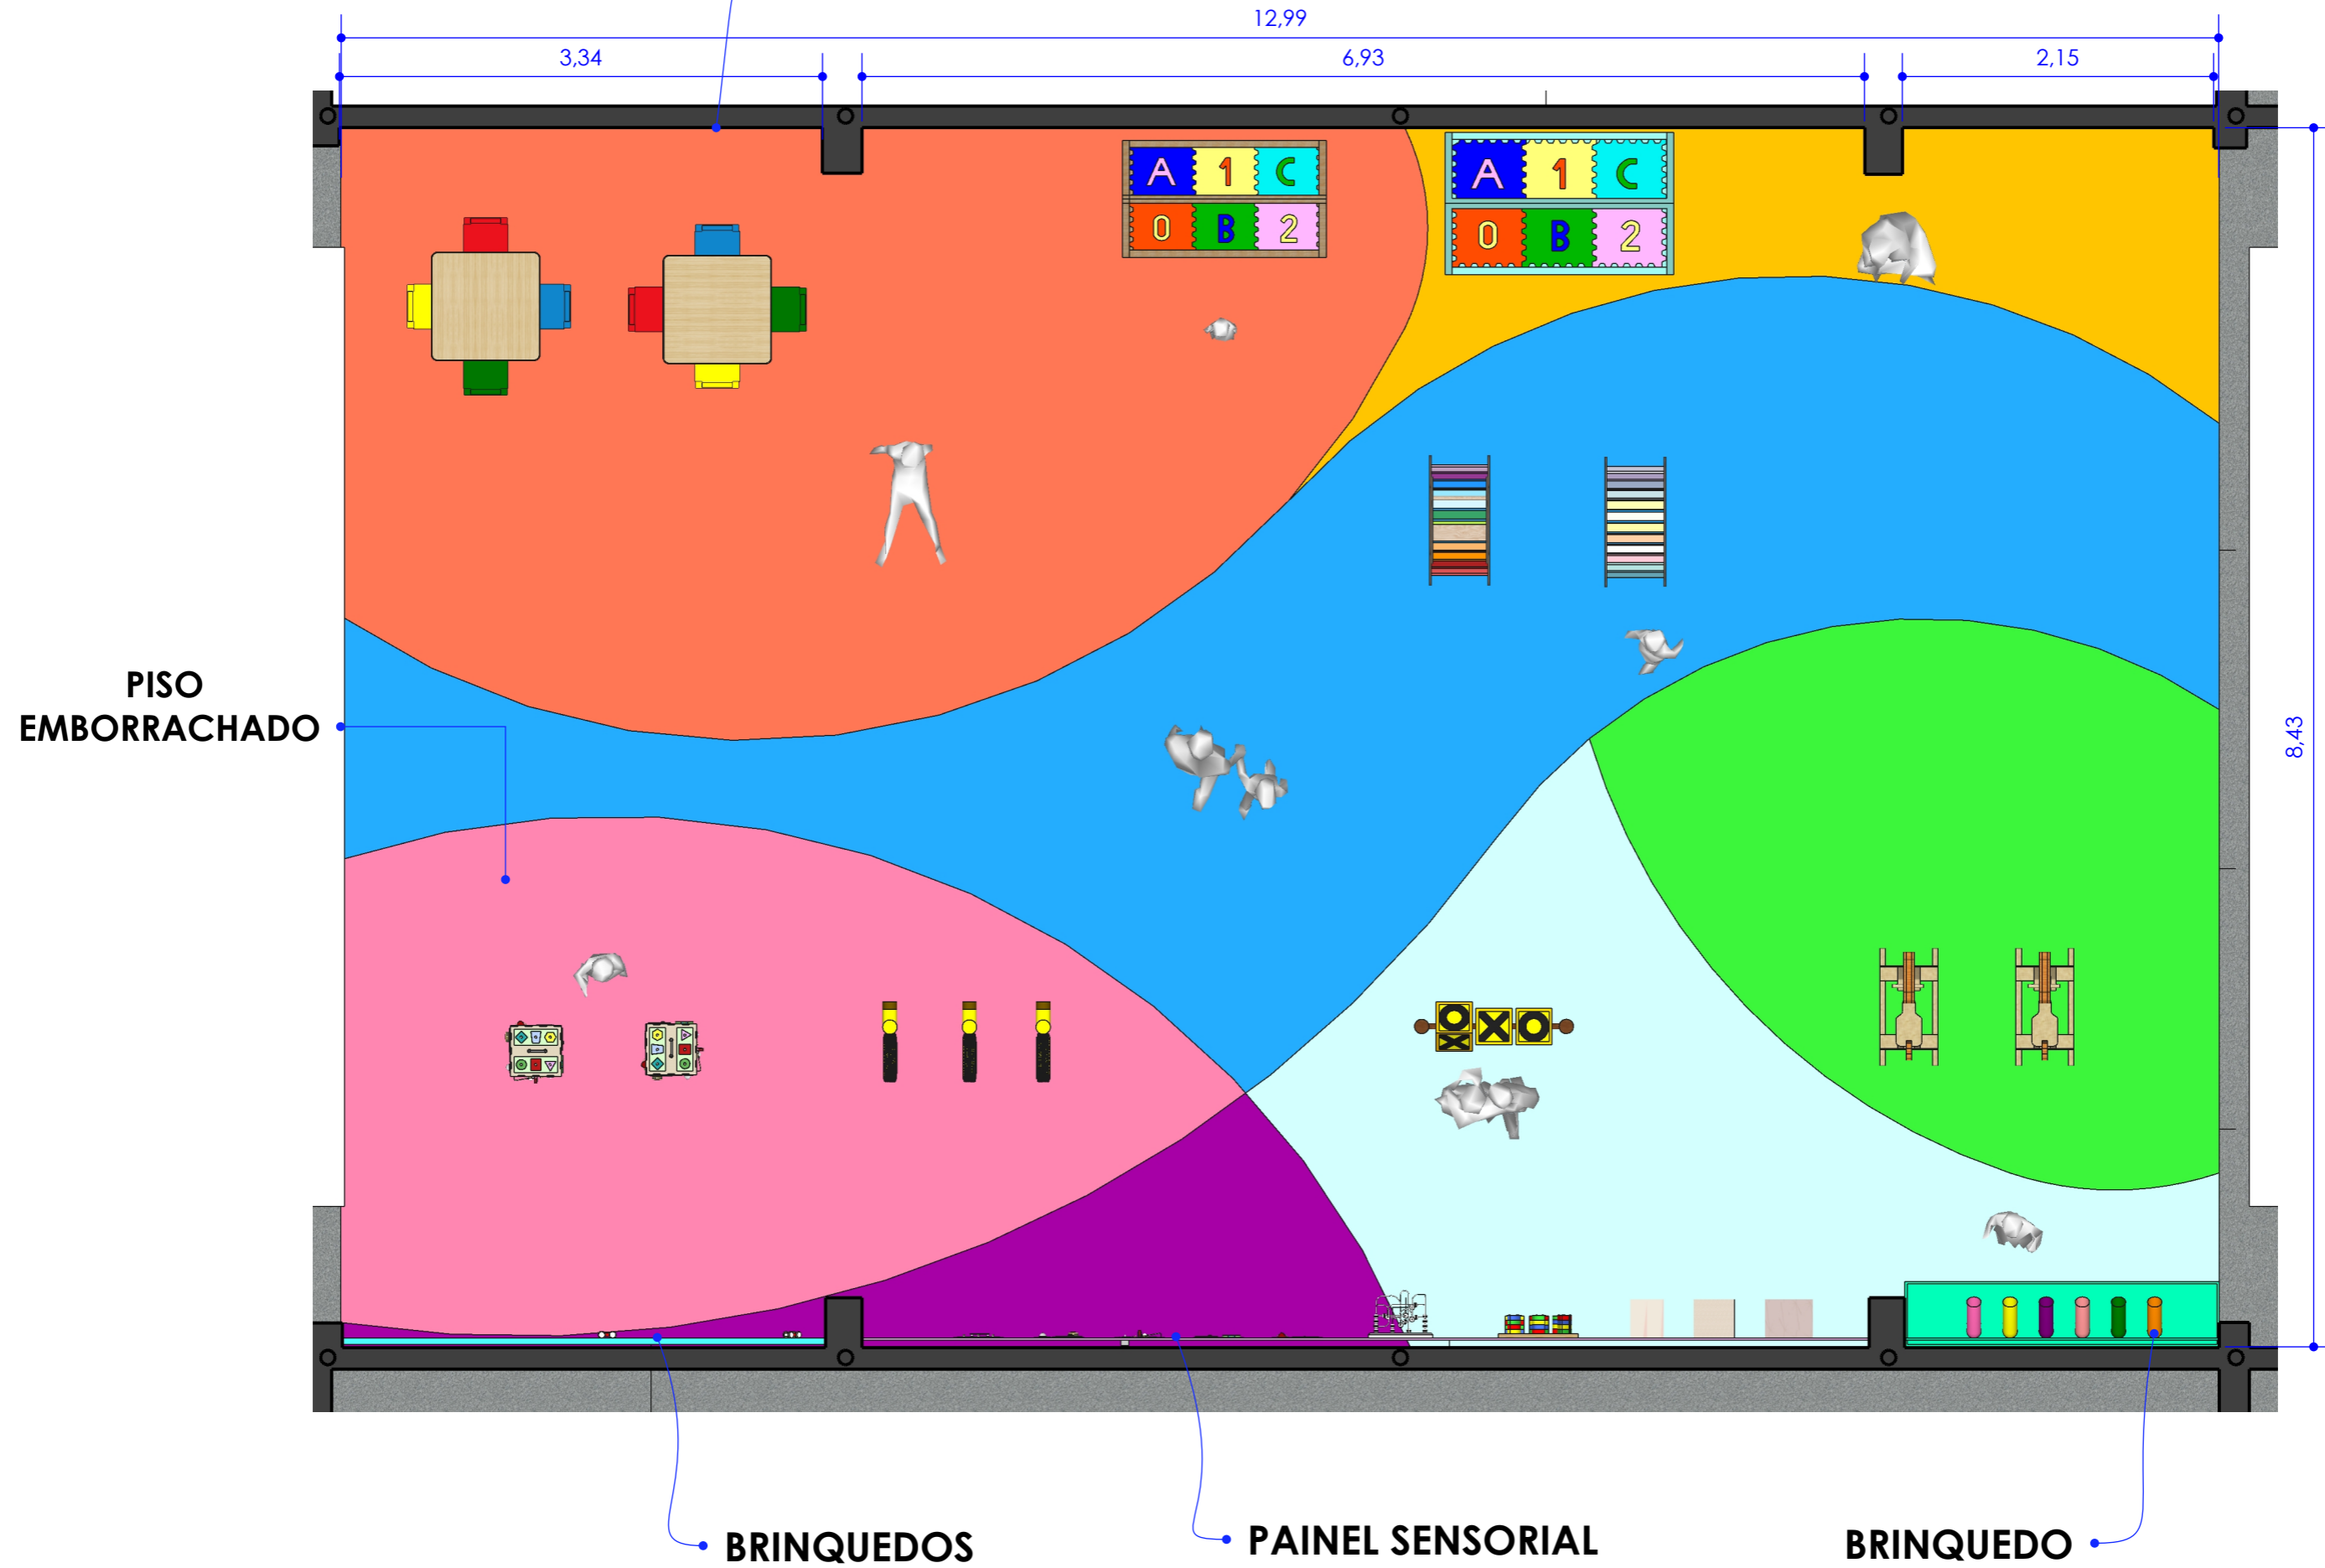 12,99
3,34
6,93
2,15
A 1 C
0 B 2
A 1 C
0 B 2
PISO
EMBORRACHADO
8,43
O X O
X
BRINQUEDOS
PAINEL SENSORIAL
BRINQUEDO